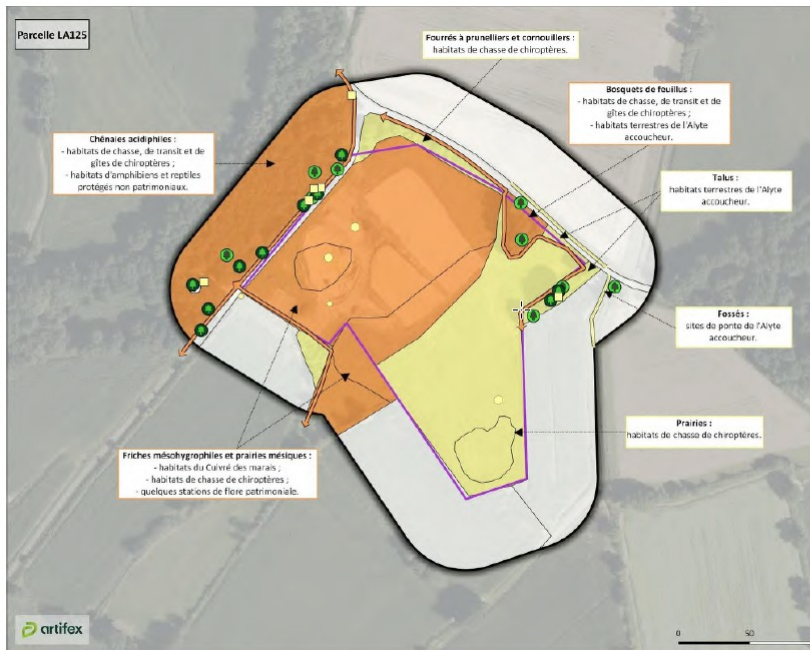 Parcelle LA125
Fourrés à prunelliers et cornouillers :
habitats de chasse de chiroptères.
Bosquets de feuillus :
- habitats de chasse, de transit et de
gîtes de chiroptères ;
- habitats terrestres de l'Alyte
accoucheur.
Chênaies acidiphiles :
- habitats de chasse, de transit et de
gîtes de chiroptères ;
- habitats d'amphibiens et reptiles
protégés non patrimoniaux.
Talus :
habitats terrestres de l'Alyte
accoucheur.
Fossés :
sites de ponte de l'Alyte
accoucheur.
Prairies :
habitats de chasse de chiroptères.
Friches mésohygrophiles et prairies mésiques :
- habitats du Cuivré des marais ;
- habitats de chasse de chiroptères ;
- quelques stations de flore patrimoniale.
artifex
0 50